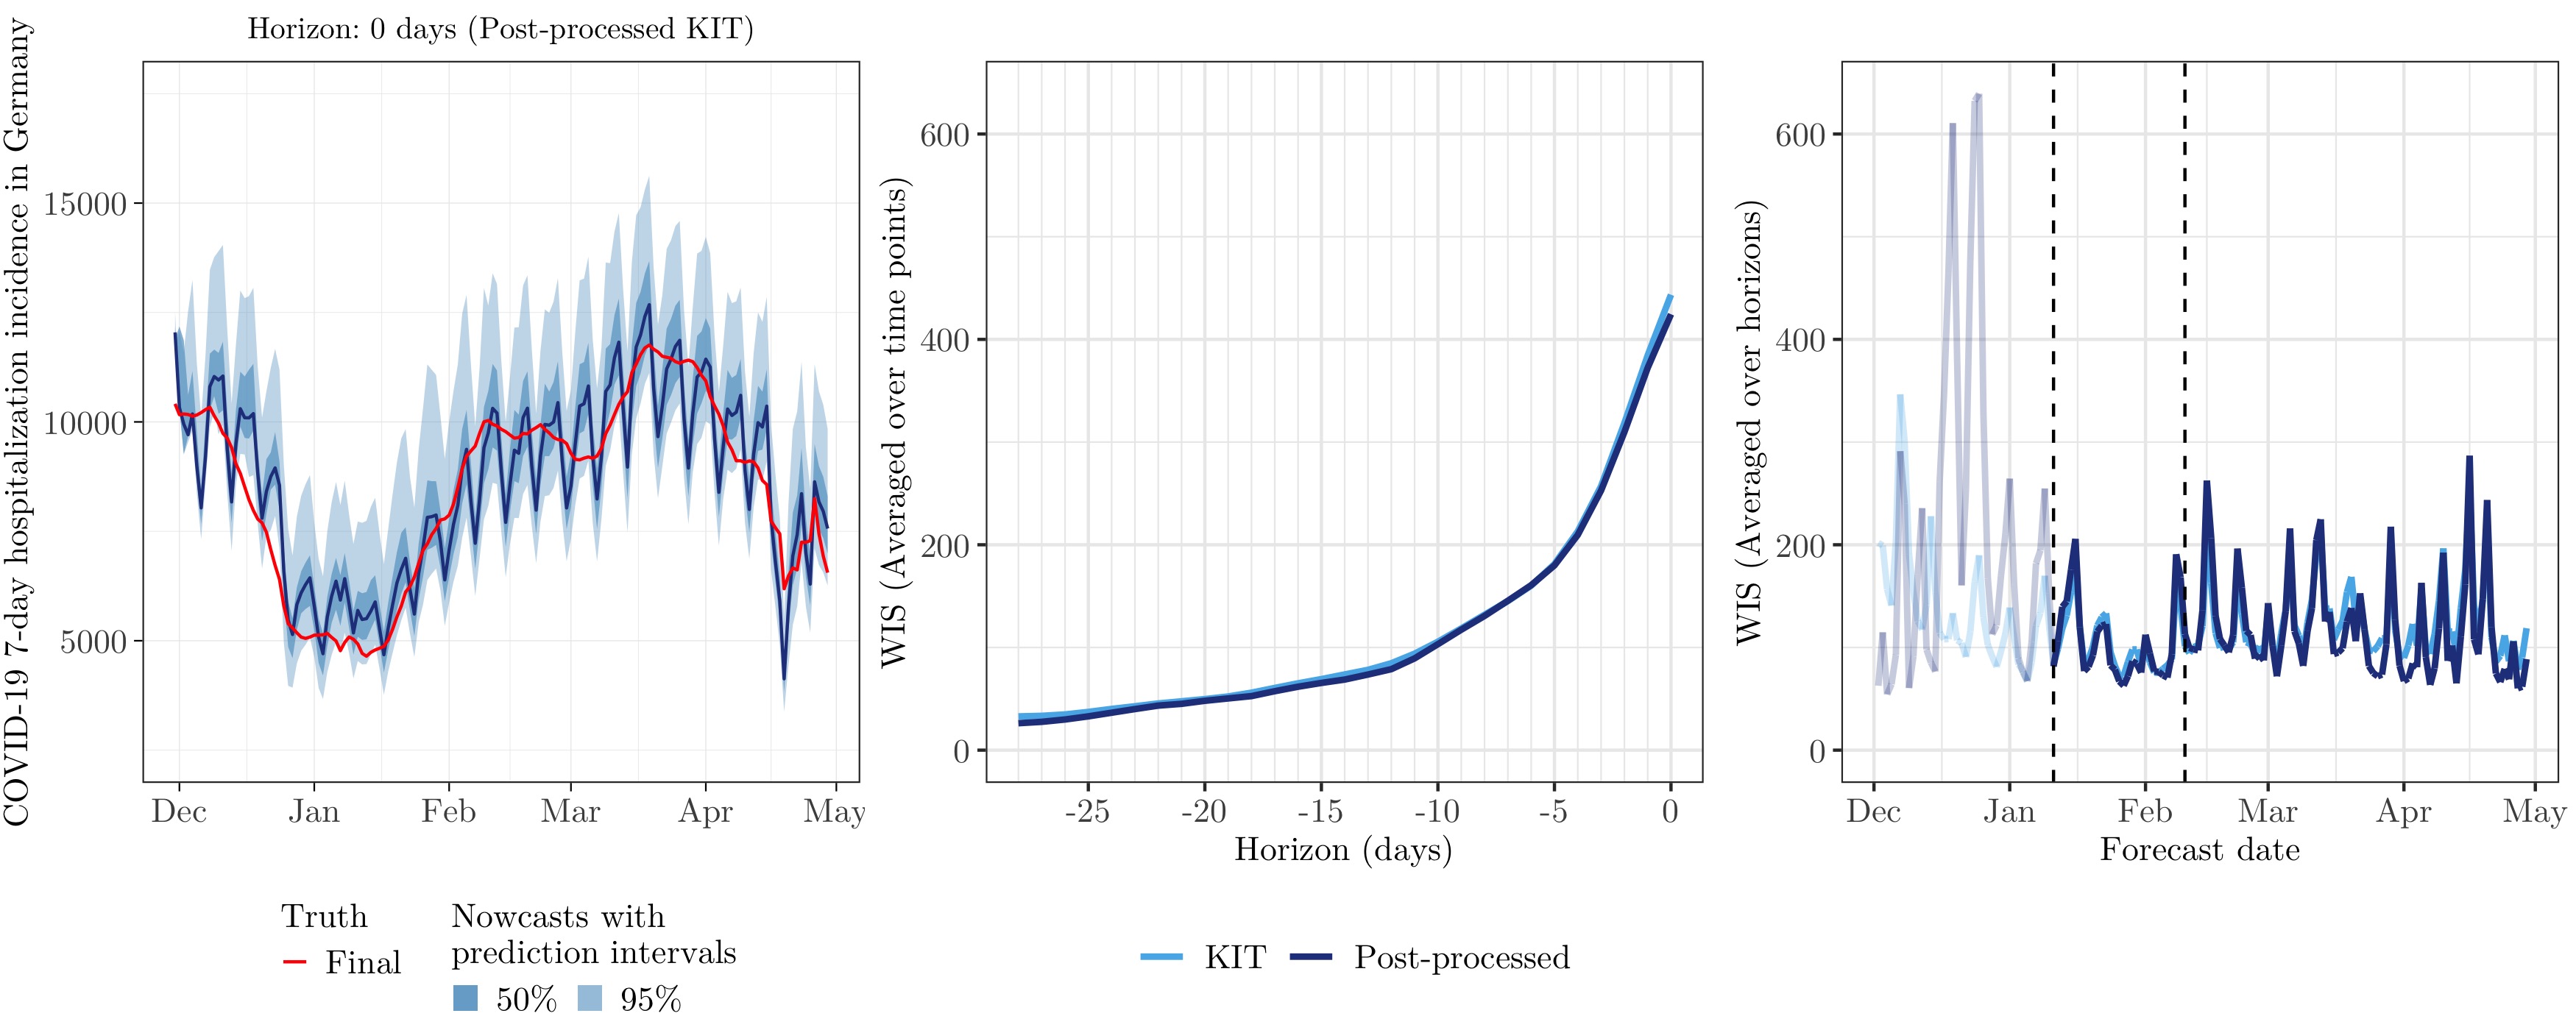 Horizon: 0 days (Post-processed KIT)
COVID-19 7-day hospitalization incidence in Germany
15000
10000
5000
Dec Jan Feb Mar Apr May
Truth
Final
Nowcasts with
prediction intervals
50% 95%
WIS (Averaged over time points)
600
400
200
0
-25 -20 -15 -10 -5 0
Horizon (days)
KIT Post-processed
WIS (Averaged over horizons)
600
400
200
0
Dec Jan Feb Mar Apr May
Forecast date